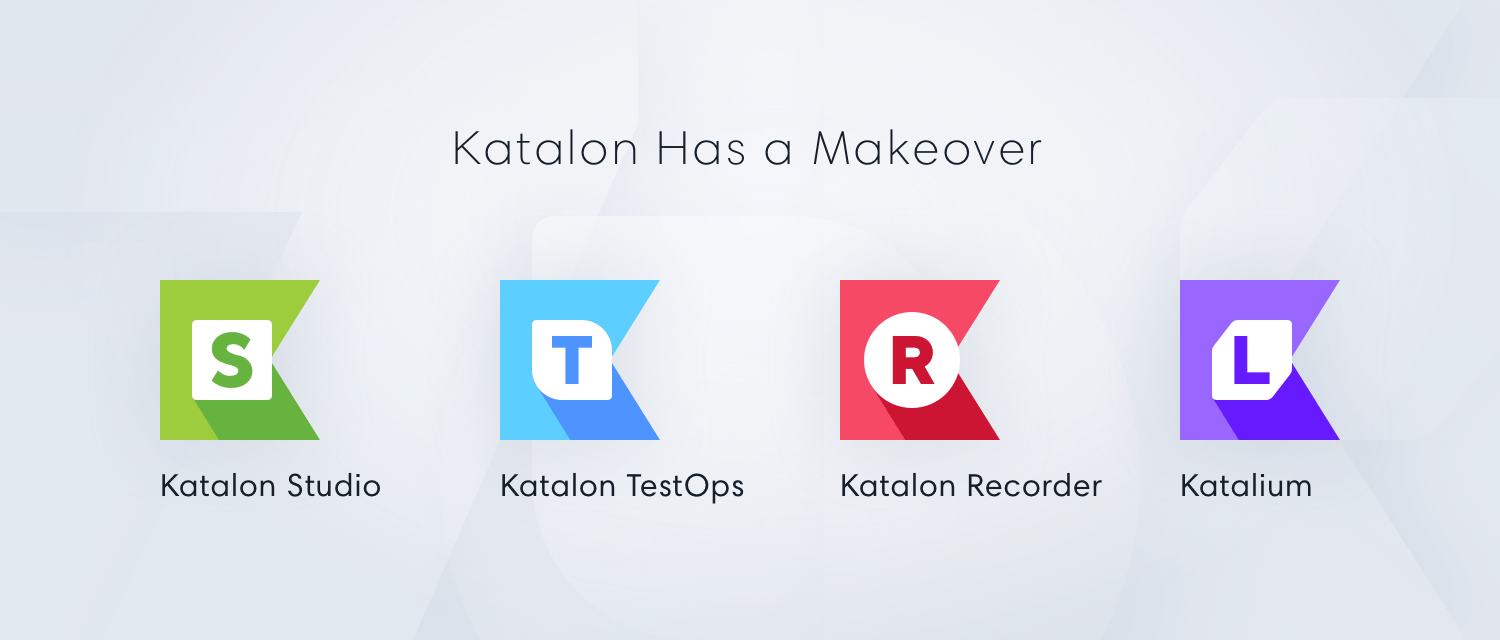 Katalon Has a Makeover
S
T
R
L
Katalon Studio
Katalon TestOps
Katalon Recorder
Katalium